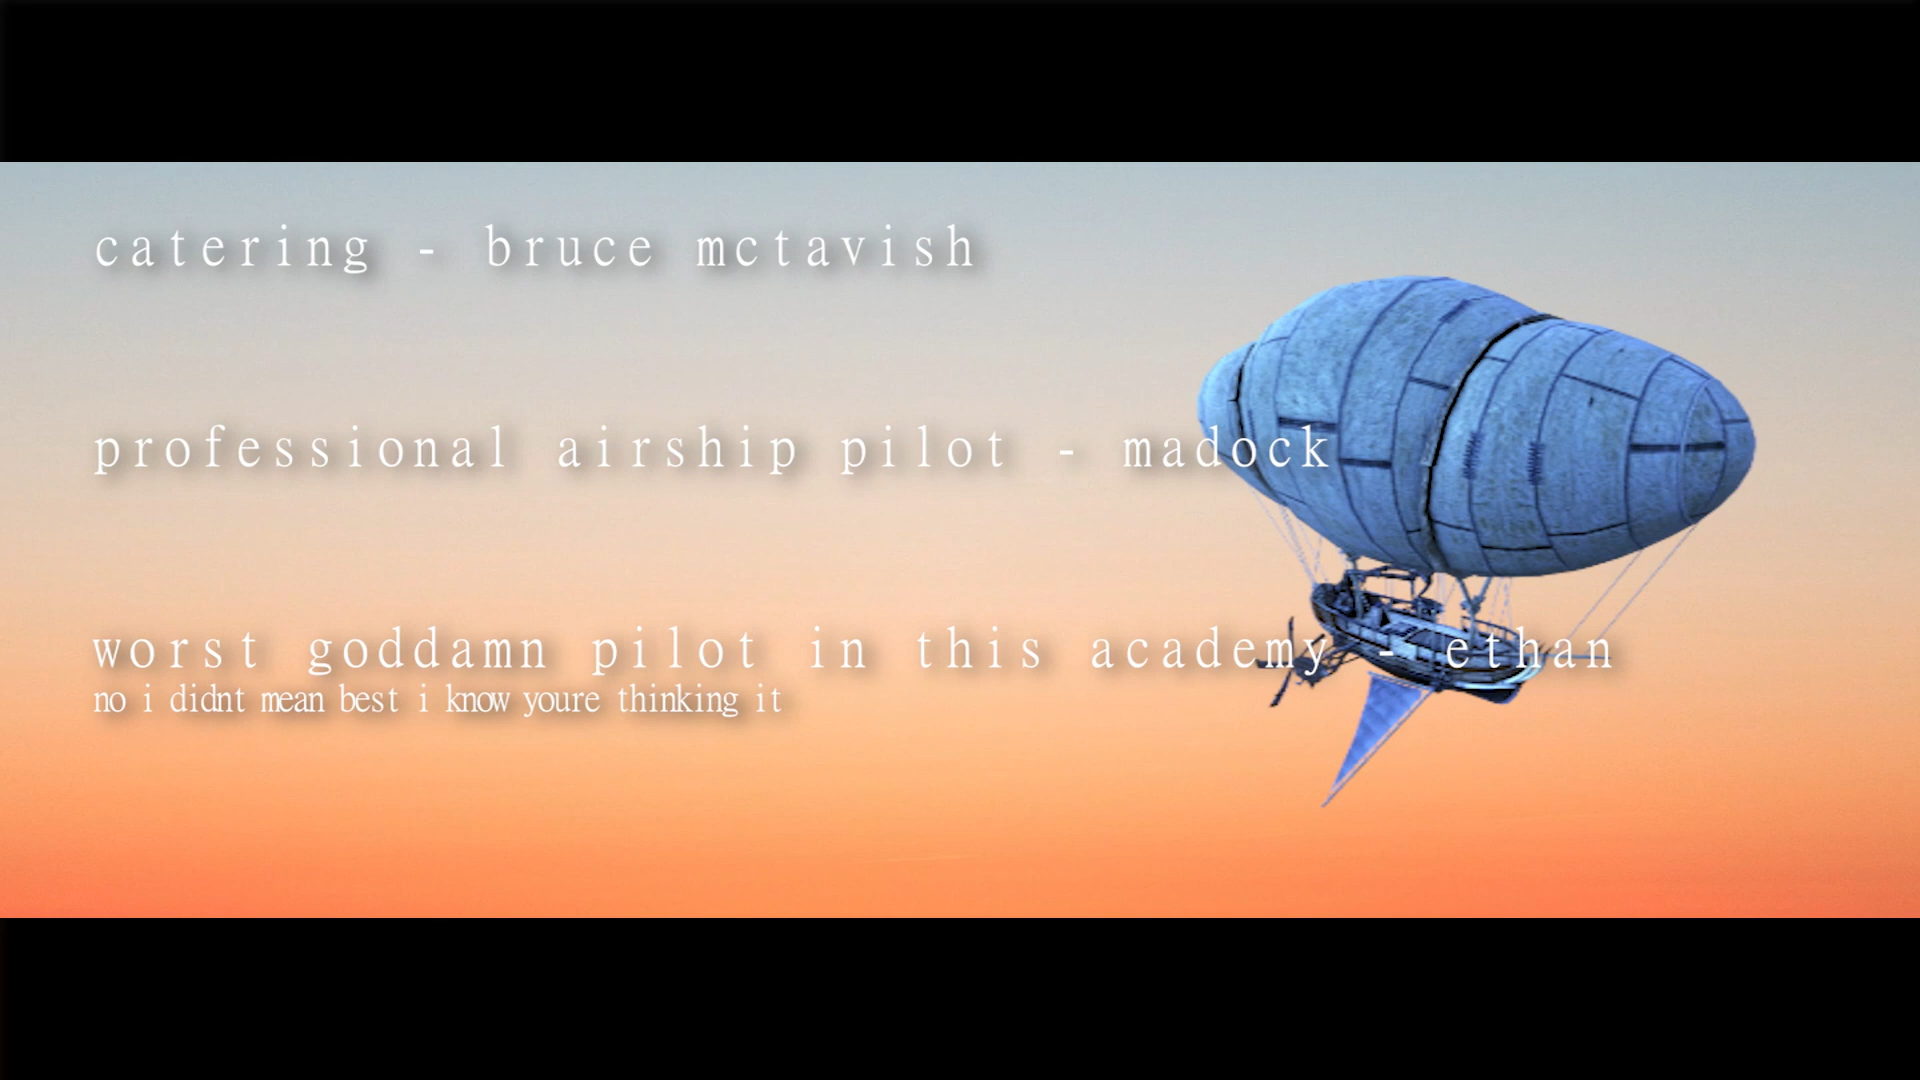 catering - bruce mctavish
professional airship pilot - madock
worst goddamn pilot in this academy - ethan
no i didnt mean best i know youre thinking it